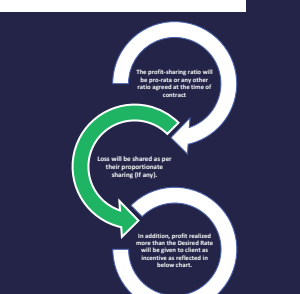 The profit-sharing ratio will
be pro-rata or any other
ratio agreed at the time of
contract
Loss will be shared as per
their proportionate
sharing (if any).
In addition, profit realized
more than the Desired Rate
will be given to client as
incentive as reflected in
below chart.